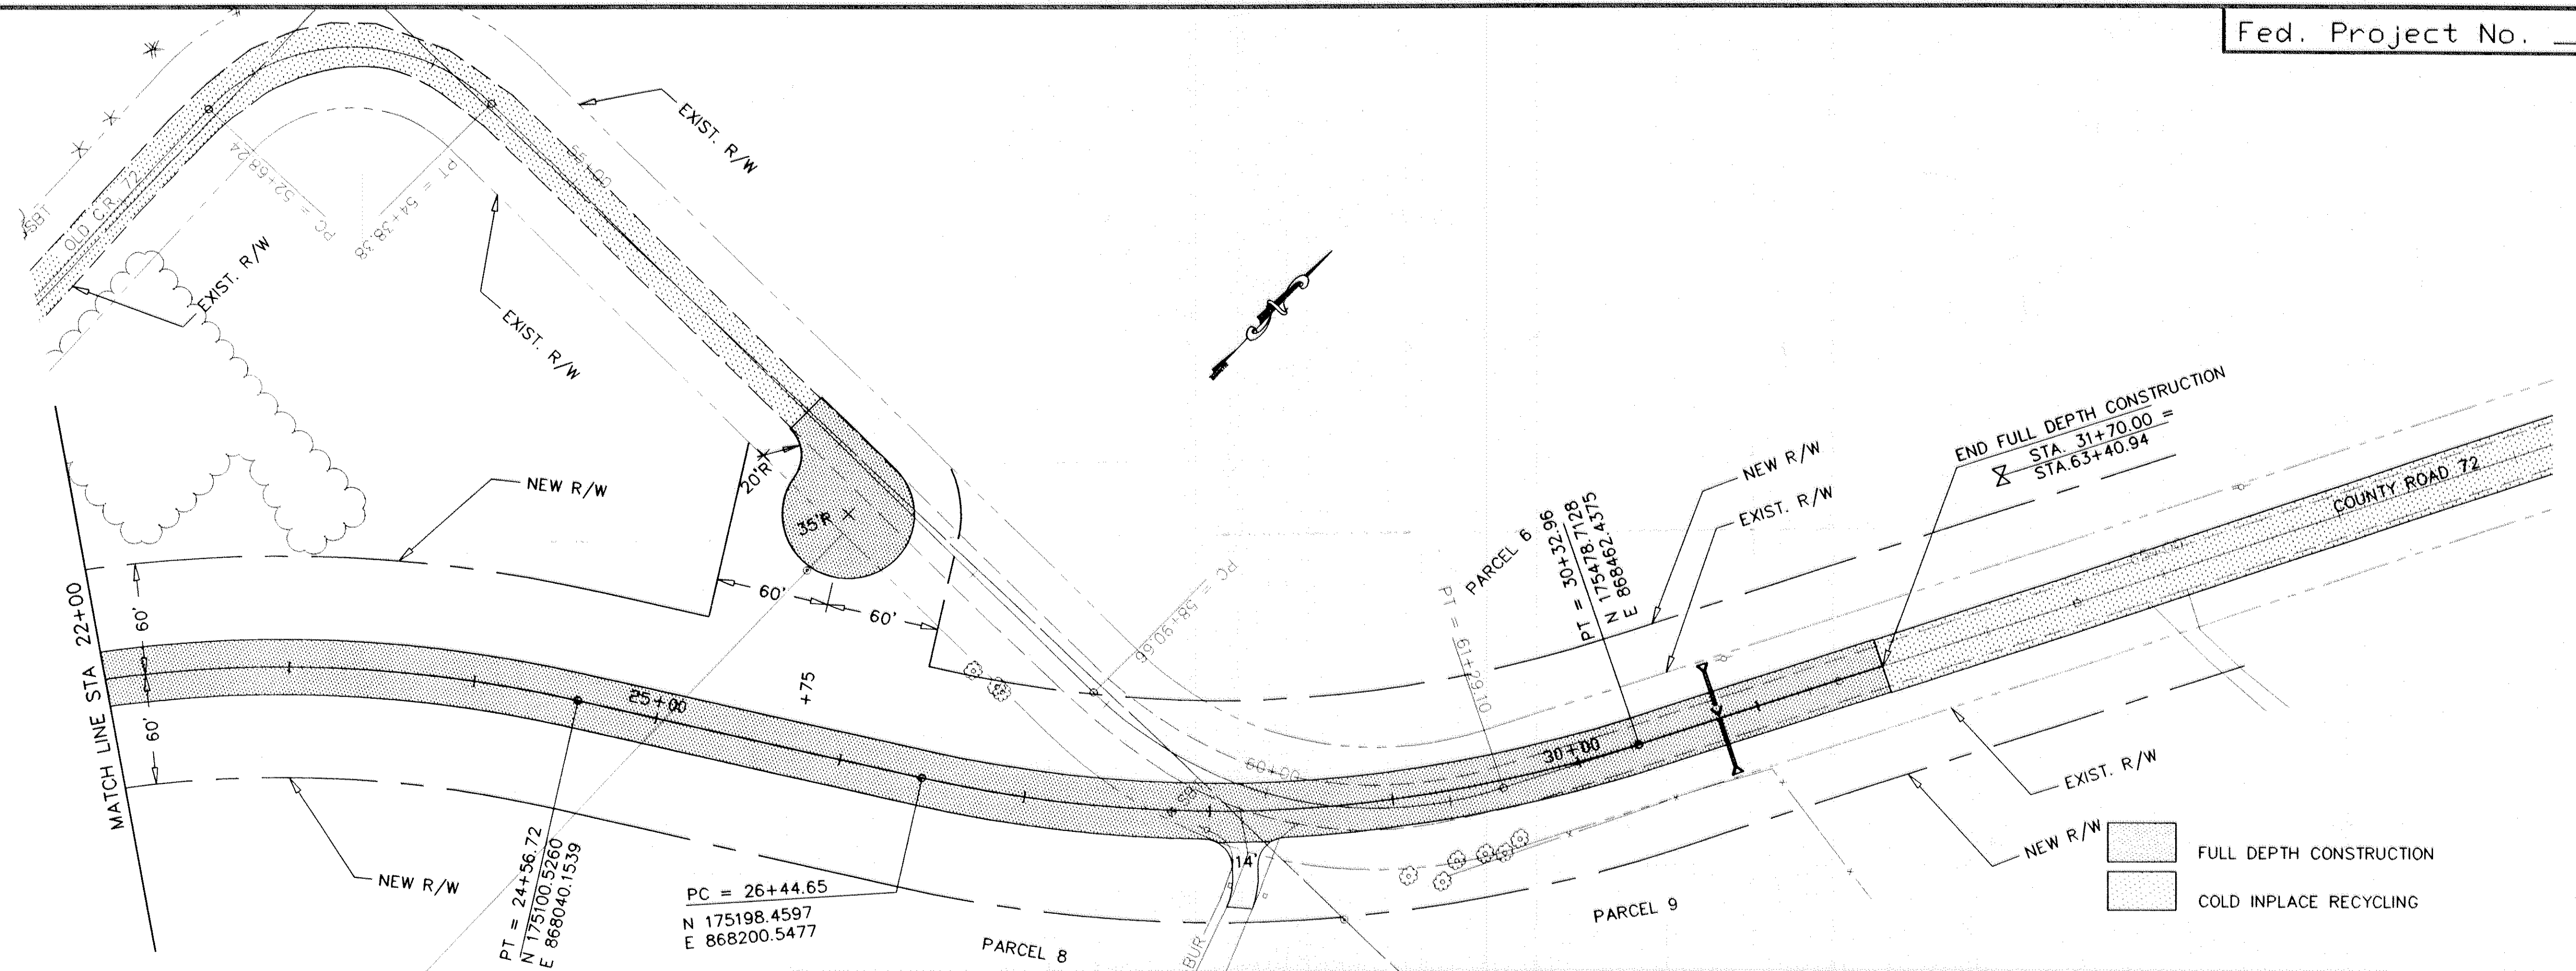 Fed. Project No.
EXIST. R/W
PC = 52+68.24
PT = 54+38.38
OLD C.R. 72
EXIST. R/W
EXIST. R/W
NEW R/W
20'R
35'R
60'
60'
60'
60'
MATCH LINE STA 22+00
25+00
+75
NEW R/W
PT = 24+56.72
N 175100.5260
E 868040.1539
PC = 26+44.65
N 175198.4597
E 868200.5477
PARCEL 8
PC = 58+90.66
60+00
14'
BUR
PT = 61+29.10
PARCEL 6
PT = 30+32.96
N 175478.7128
E 868462.4375
30+00
NEW R/W
EXIST. R/W
END FULL DEPTH CONSTRUCTION
STA. 31+70.00 =
STA.63+40.94
COUNTY ROAD 72
EXIST. R/W
NEW R/W
PARCEL 9
FULL DEPTH CONSTRUCTION
COLD INPLACE RECYCLING